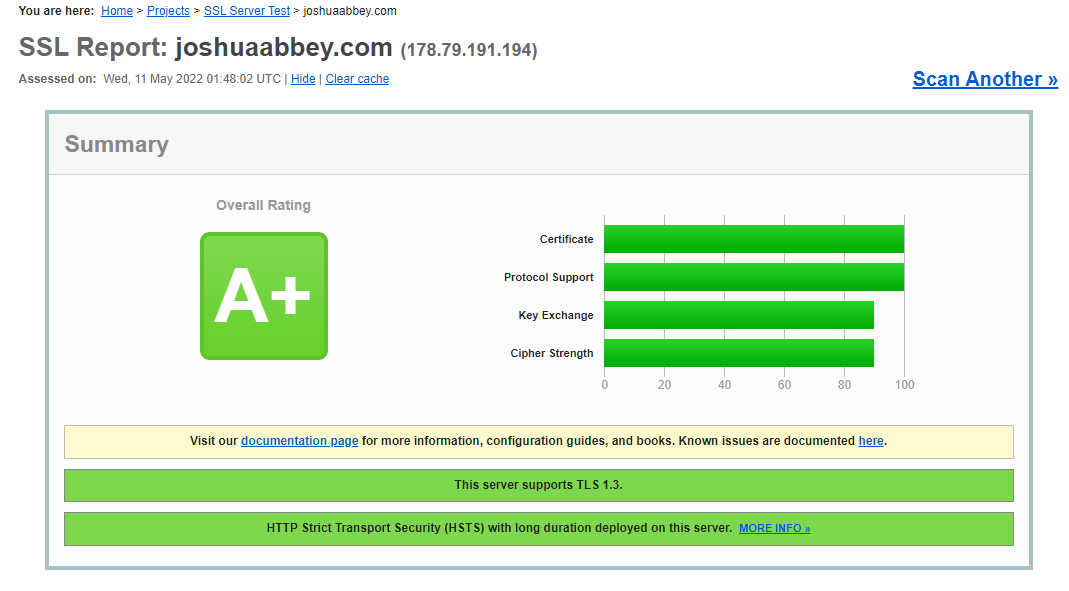 You are here: Home > Projects > SSL Server Test > joshuaabbey.com
SSL Report: joshuaabbey.com (178.79.191.194)
Assessed on: Wed, 11 May 2022 01:48:02 UTC | Hide | Clear cache
Scan Another »
Summary
Overall Rating
A+
Certificate
Protocol Support
Key Exchange
Cipher Strength
0 20 40 60 80 100
Visit our documentation page for more information, configuration guides, and books. Known issues are documented here.
This server supports TLS 1.3.
HTTP Strict Transport Security (HSTS) with long duration deployed on this server. MORE INFO »